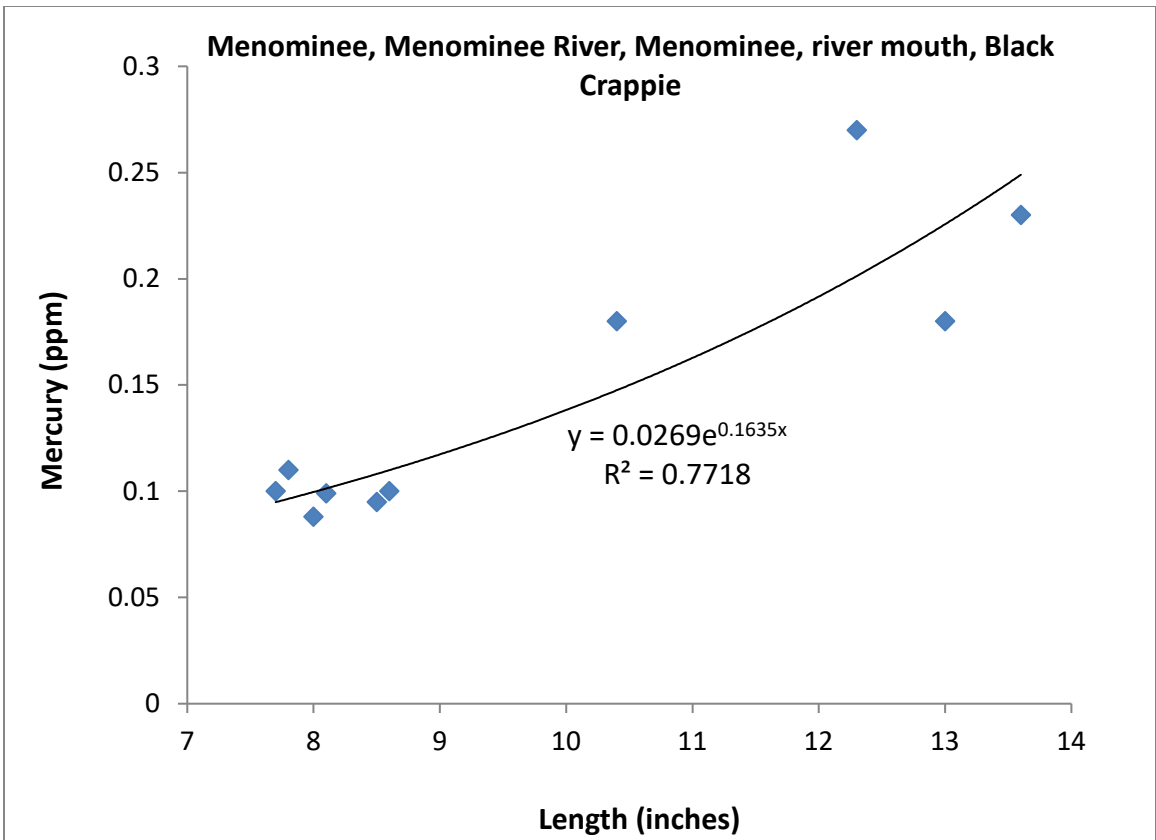 Menominee, Menominee River, Menominee, river mouth, Black
Crappie
0.3
0.25
0.2
0.15
0.1
0.05
0
Mercury (ppm)
y = 0.0269e^0.1635x
R² = 0.7718
7 8 9 10 11 12 13 14
Length (inches)